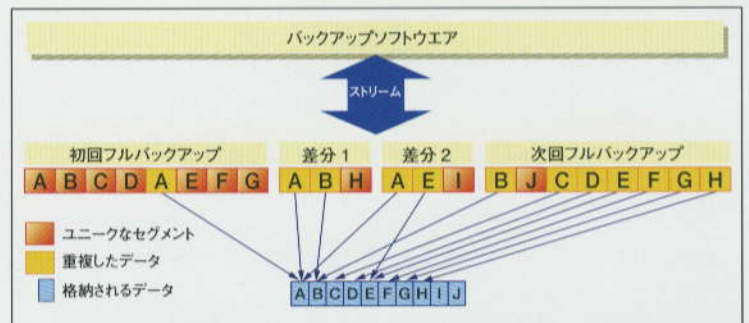 バックアップソフトウエア
ストリーム
初回フルバックアップ
差分1
差分2
次回フルバックアップ
A B C D A E F G
A B H
A E I
B J C D E F G H
ユニークなセグメント
重複したデータ
格納されるデータ
A B C D E F G H I J